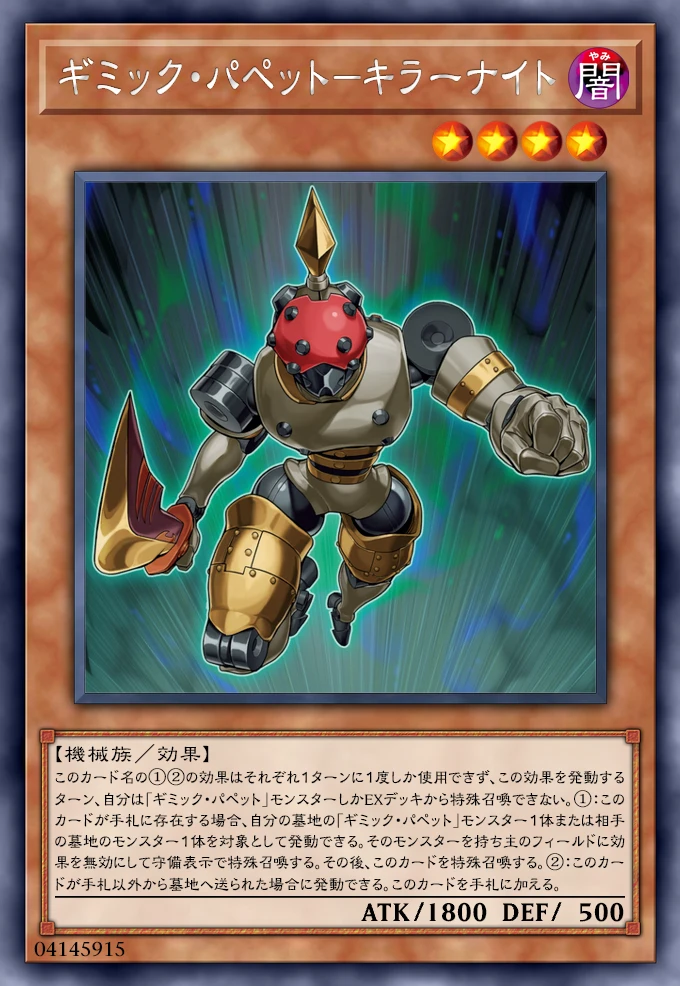 ギミック・パペット－キラーナイト
やみ
闇
【機械族／効果】
このカード名の①②の効果はそれぞれ1ターンに1度しか使用できず、この効果を発動する
ターン、自分は「ギミック・パペット」モンスターしかEXデッキから特殊召喚できない。①：この
カードが手札に存在する場合、自分の墓地の「ギミック・パペット」モンスター1体または相手
の墓地のモンスター1体を対象として発動できる。そのモンスターを持ち主のフィールドに効
果を無効にして守備表示で特殊召喚する。その後、このカードを特殊召喚する。②：このカー
ドが手札以外から墓地へ送られた場合に発動できる。このカードを手札に加える。
ATK/1800 DEF/ 500
04145915